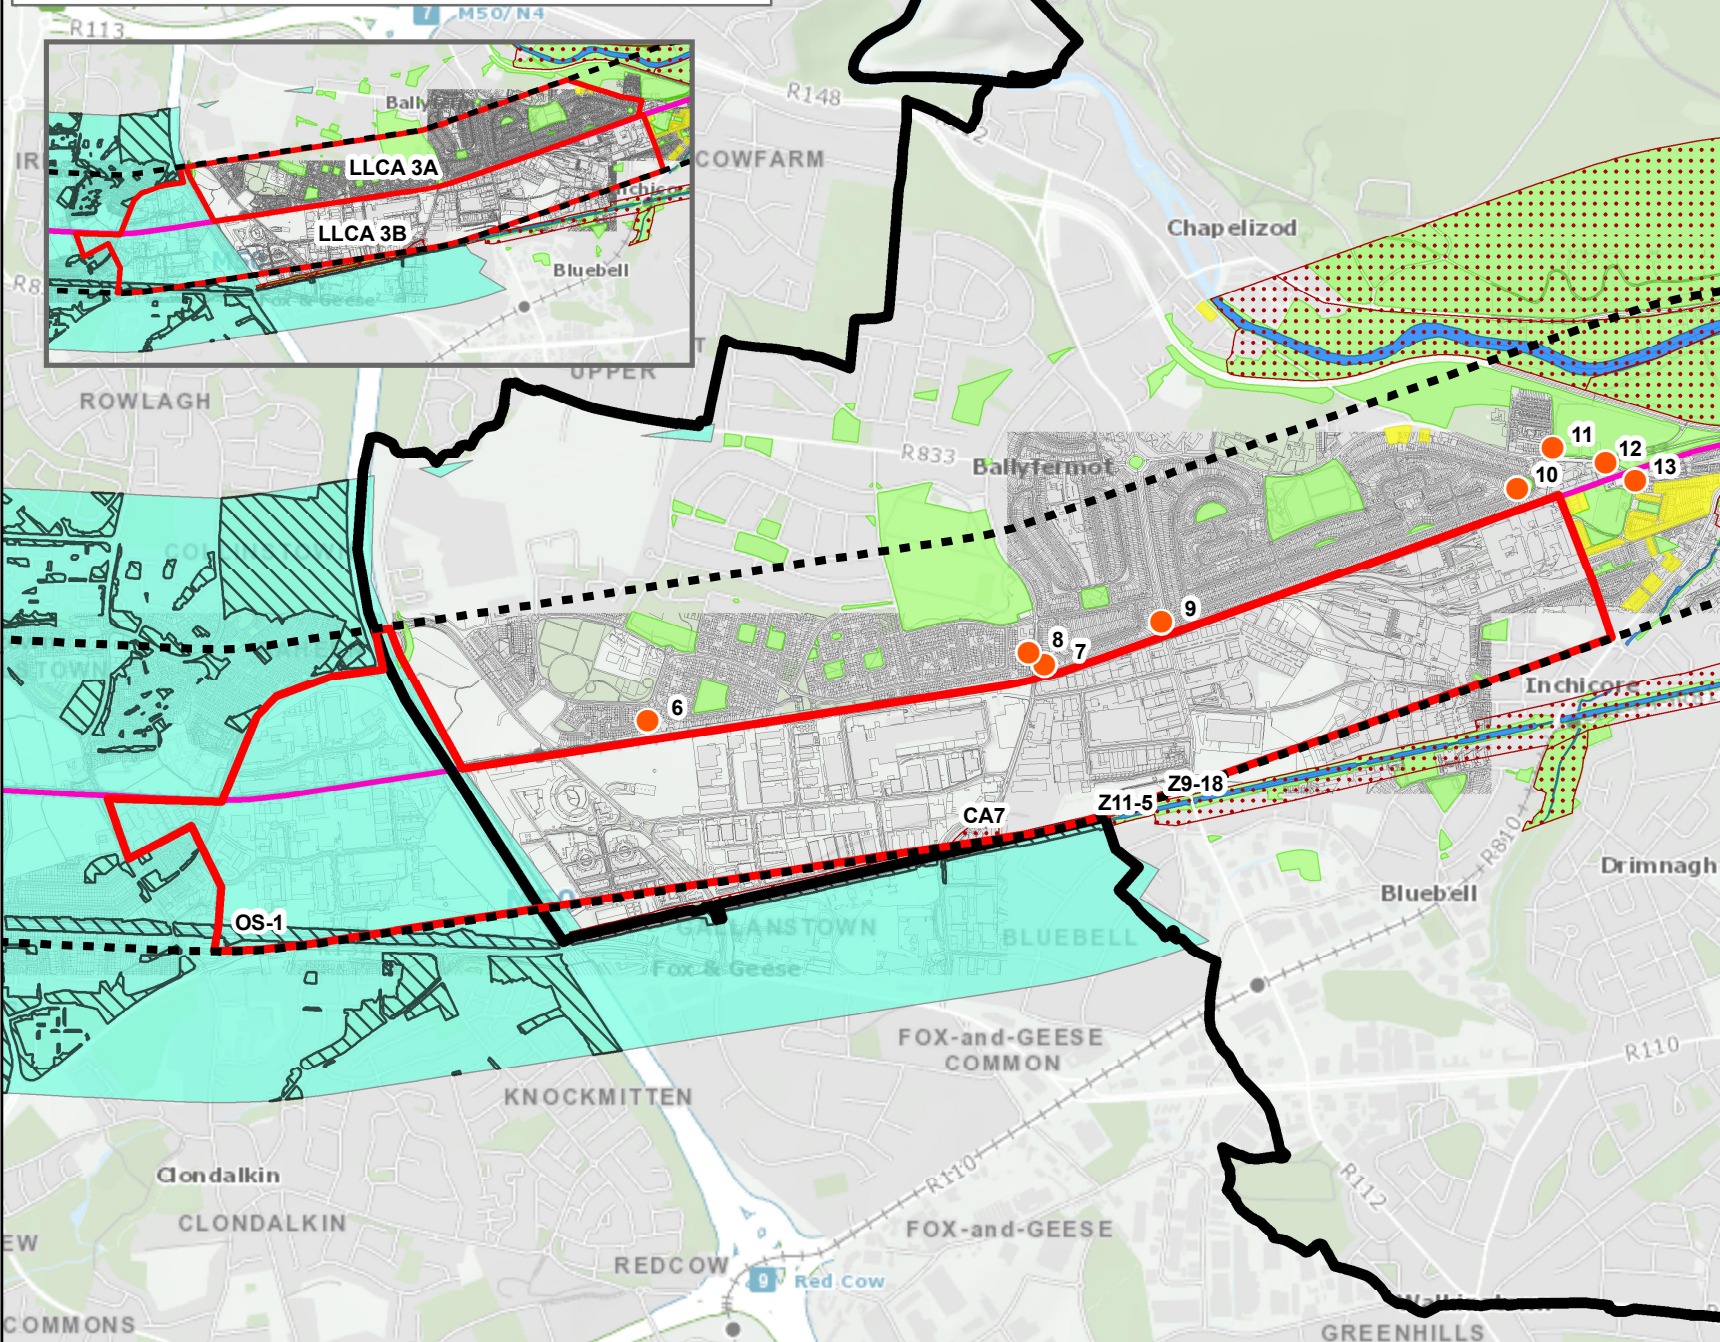 7 M50/N4
R113
R148
COWFARM
LLCA 3A
LLCA 3B
Bluebell
Chapelizod
UPPER
ROWLAGH
R833
Ballyfermot
11
12
10
13
COLLINSTOWN
9
8
7
6
Inchicore
Z9-18
Z11-5
CA7
OS-1
R810
Drimnagh
Bluebell
GALLANSTOWN
BLUEBELL
Fox & Geese
FOX-and-GEESE
COMMON
R110
KNOCKMITTEN
Clondalkin
R110
R112
CLONDALKIN
FOX-and-GEESE
EW
REDCOW
9 Red Cow
COMMONS
GREENHILLS